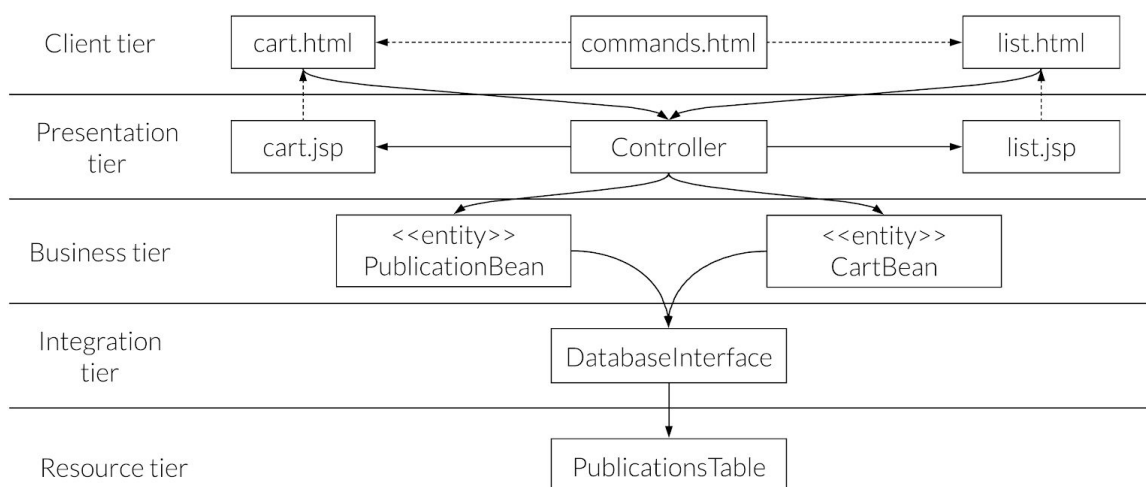 Client tier
cart.html
commands.html
list.html
Presentation
tier
cart.jsp
Controller
list.jsp
Business tier
<<entity>>
PublicationBean
<<entity>>
CartBean
Integration
tier
DatabaseInterface
Resource tier
PublicationsTable